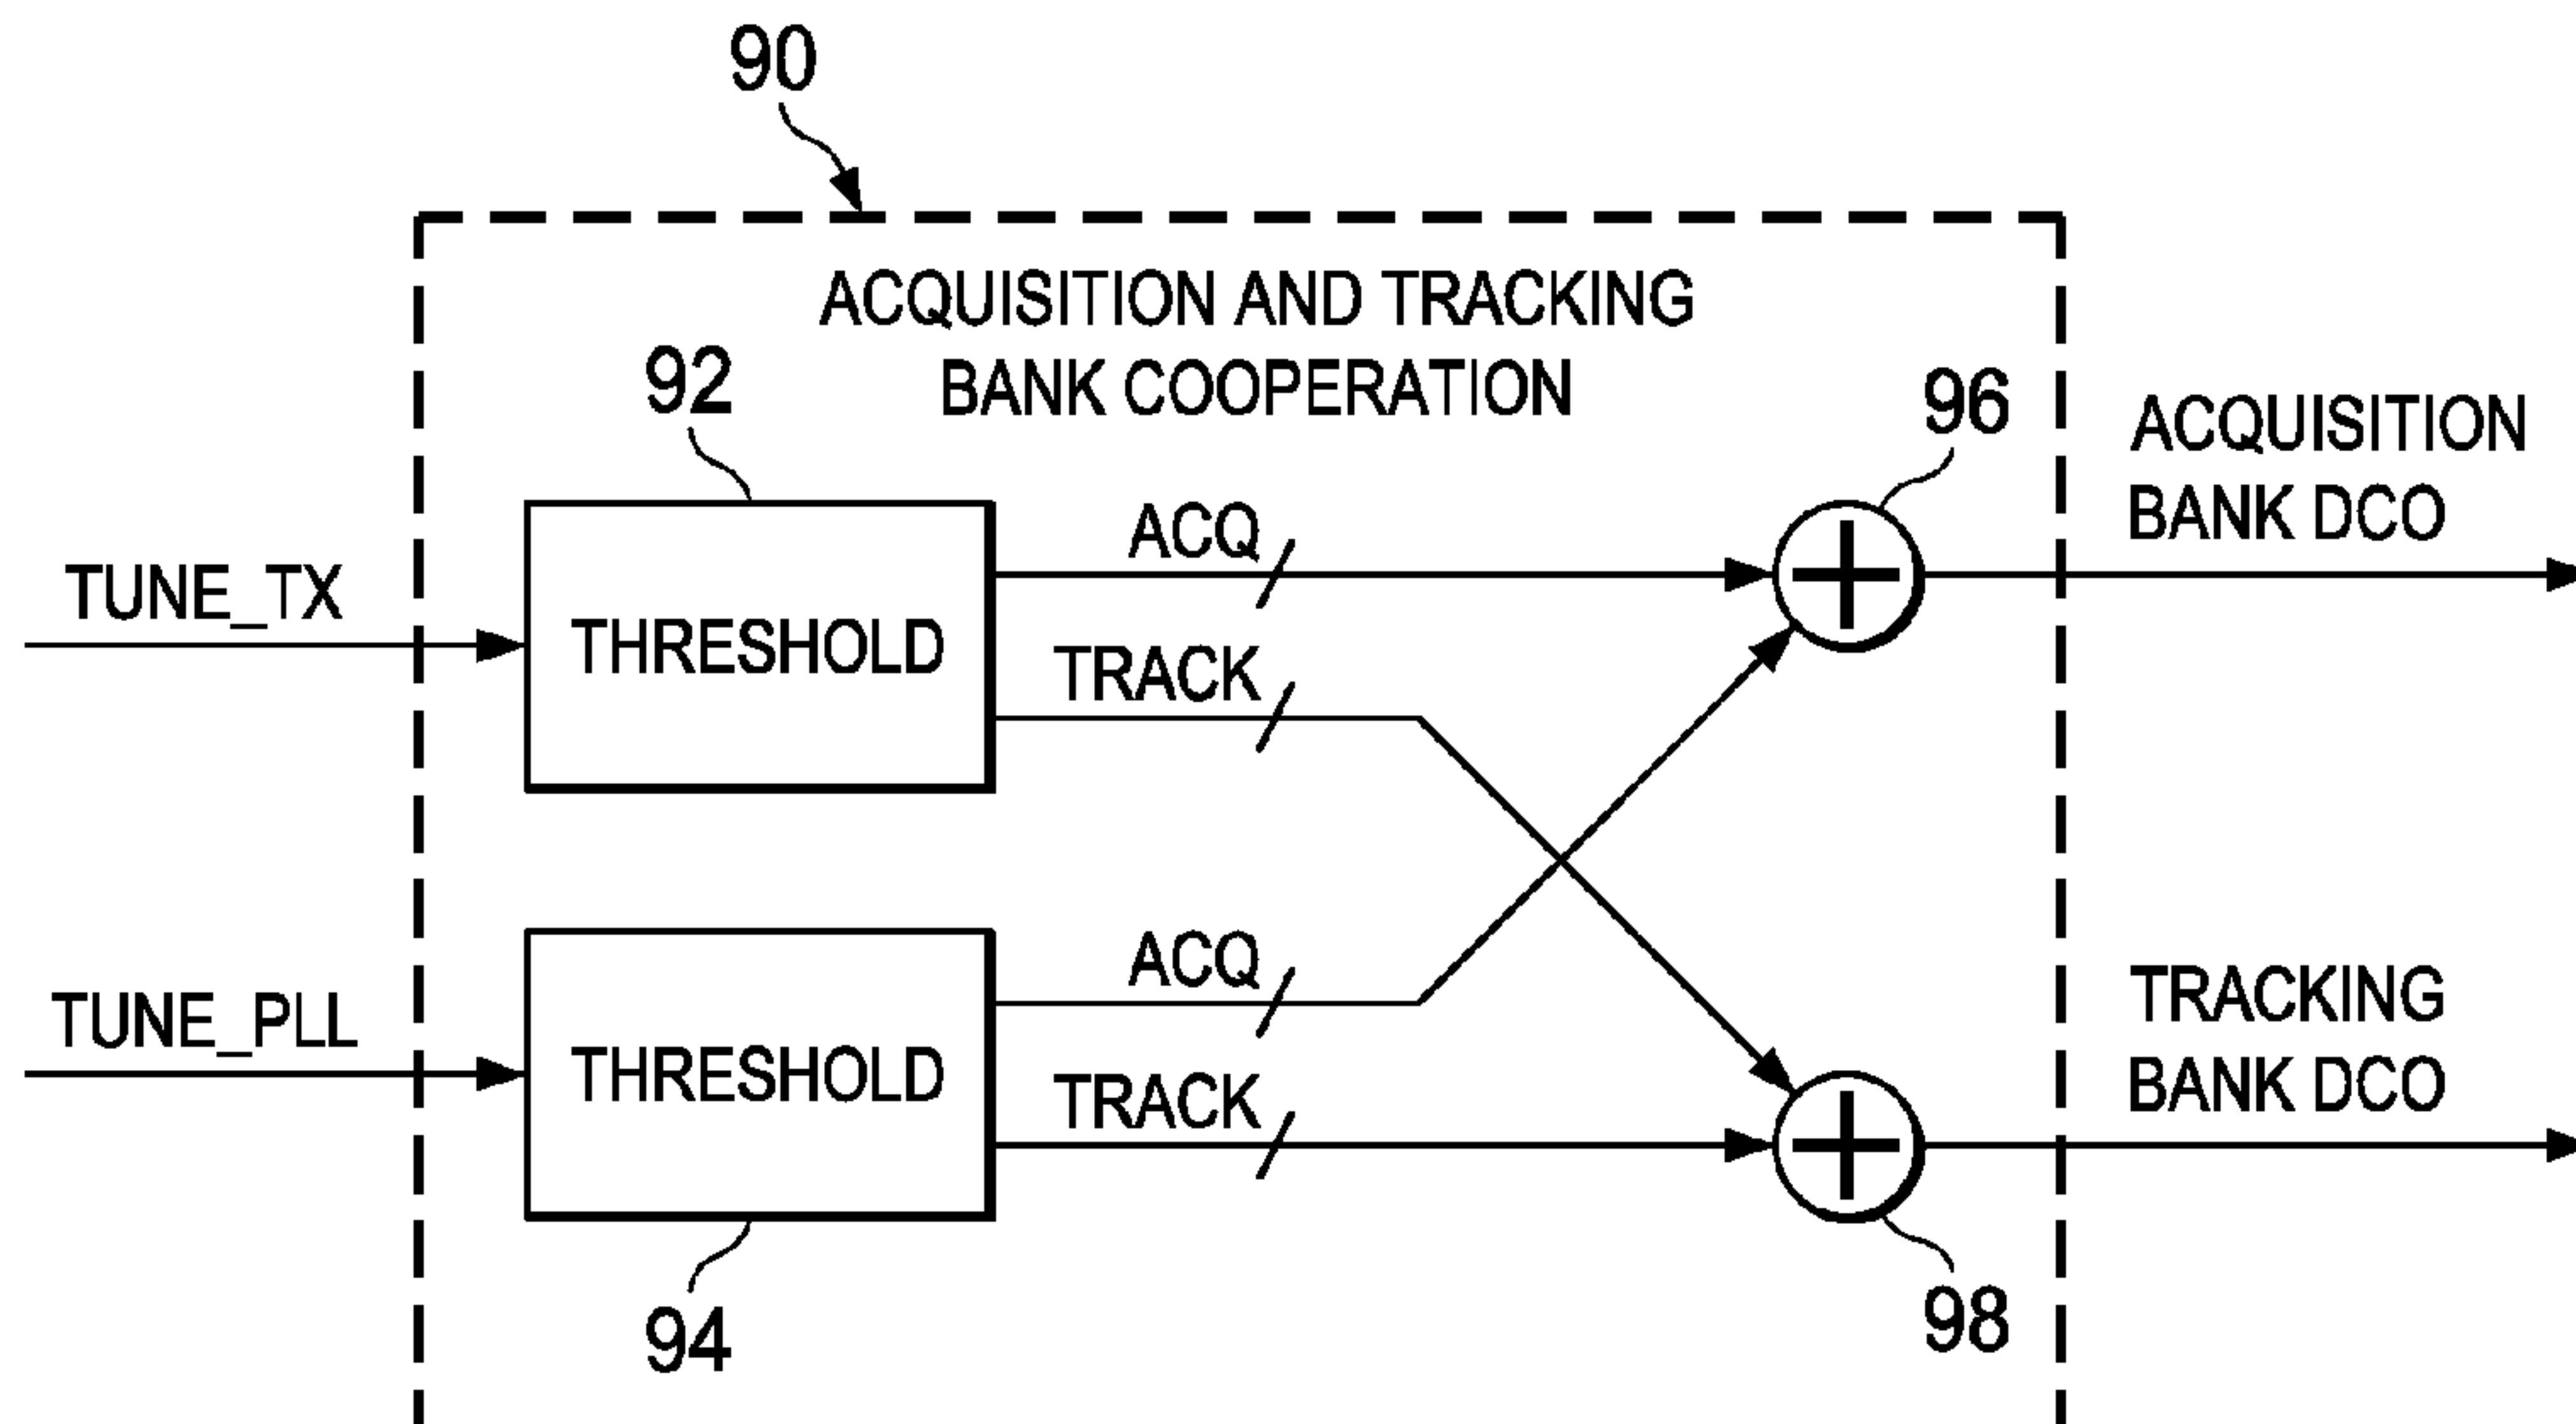 90
ACQUISITION AND TRACKING
BANK COOPERATION
92
96
ACQUISITION
BANK DCO
ACQ
TUNE_TX
THRESHOLD
TRACK
ACQ
TUNE_PLL
THRESHOLD
TRACK
TRACKING
BANK DCO
94
98